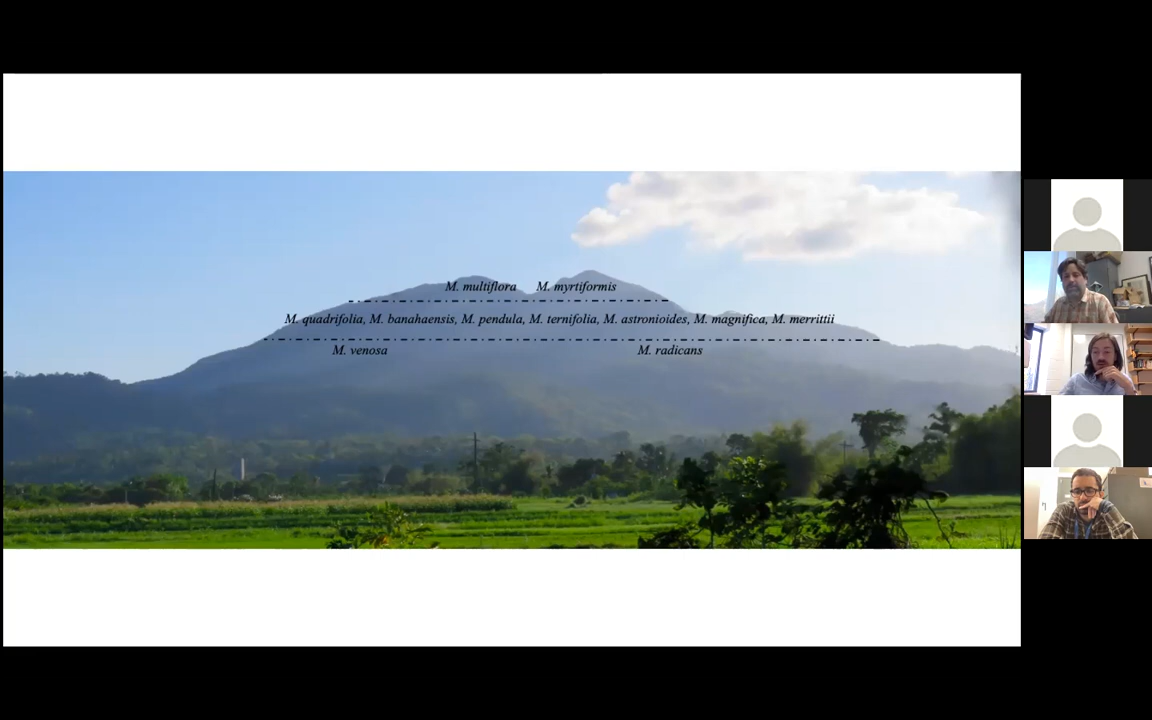 M. multiflora M. myrtiformis
M. quadrifolia, M. banahaensis, M. pendula, M. ternifolia, M. astronioides, M. magnifica, M. merrittii
M. venosa M. radicans